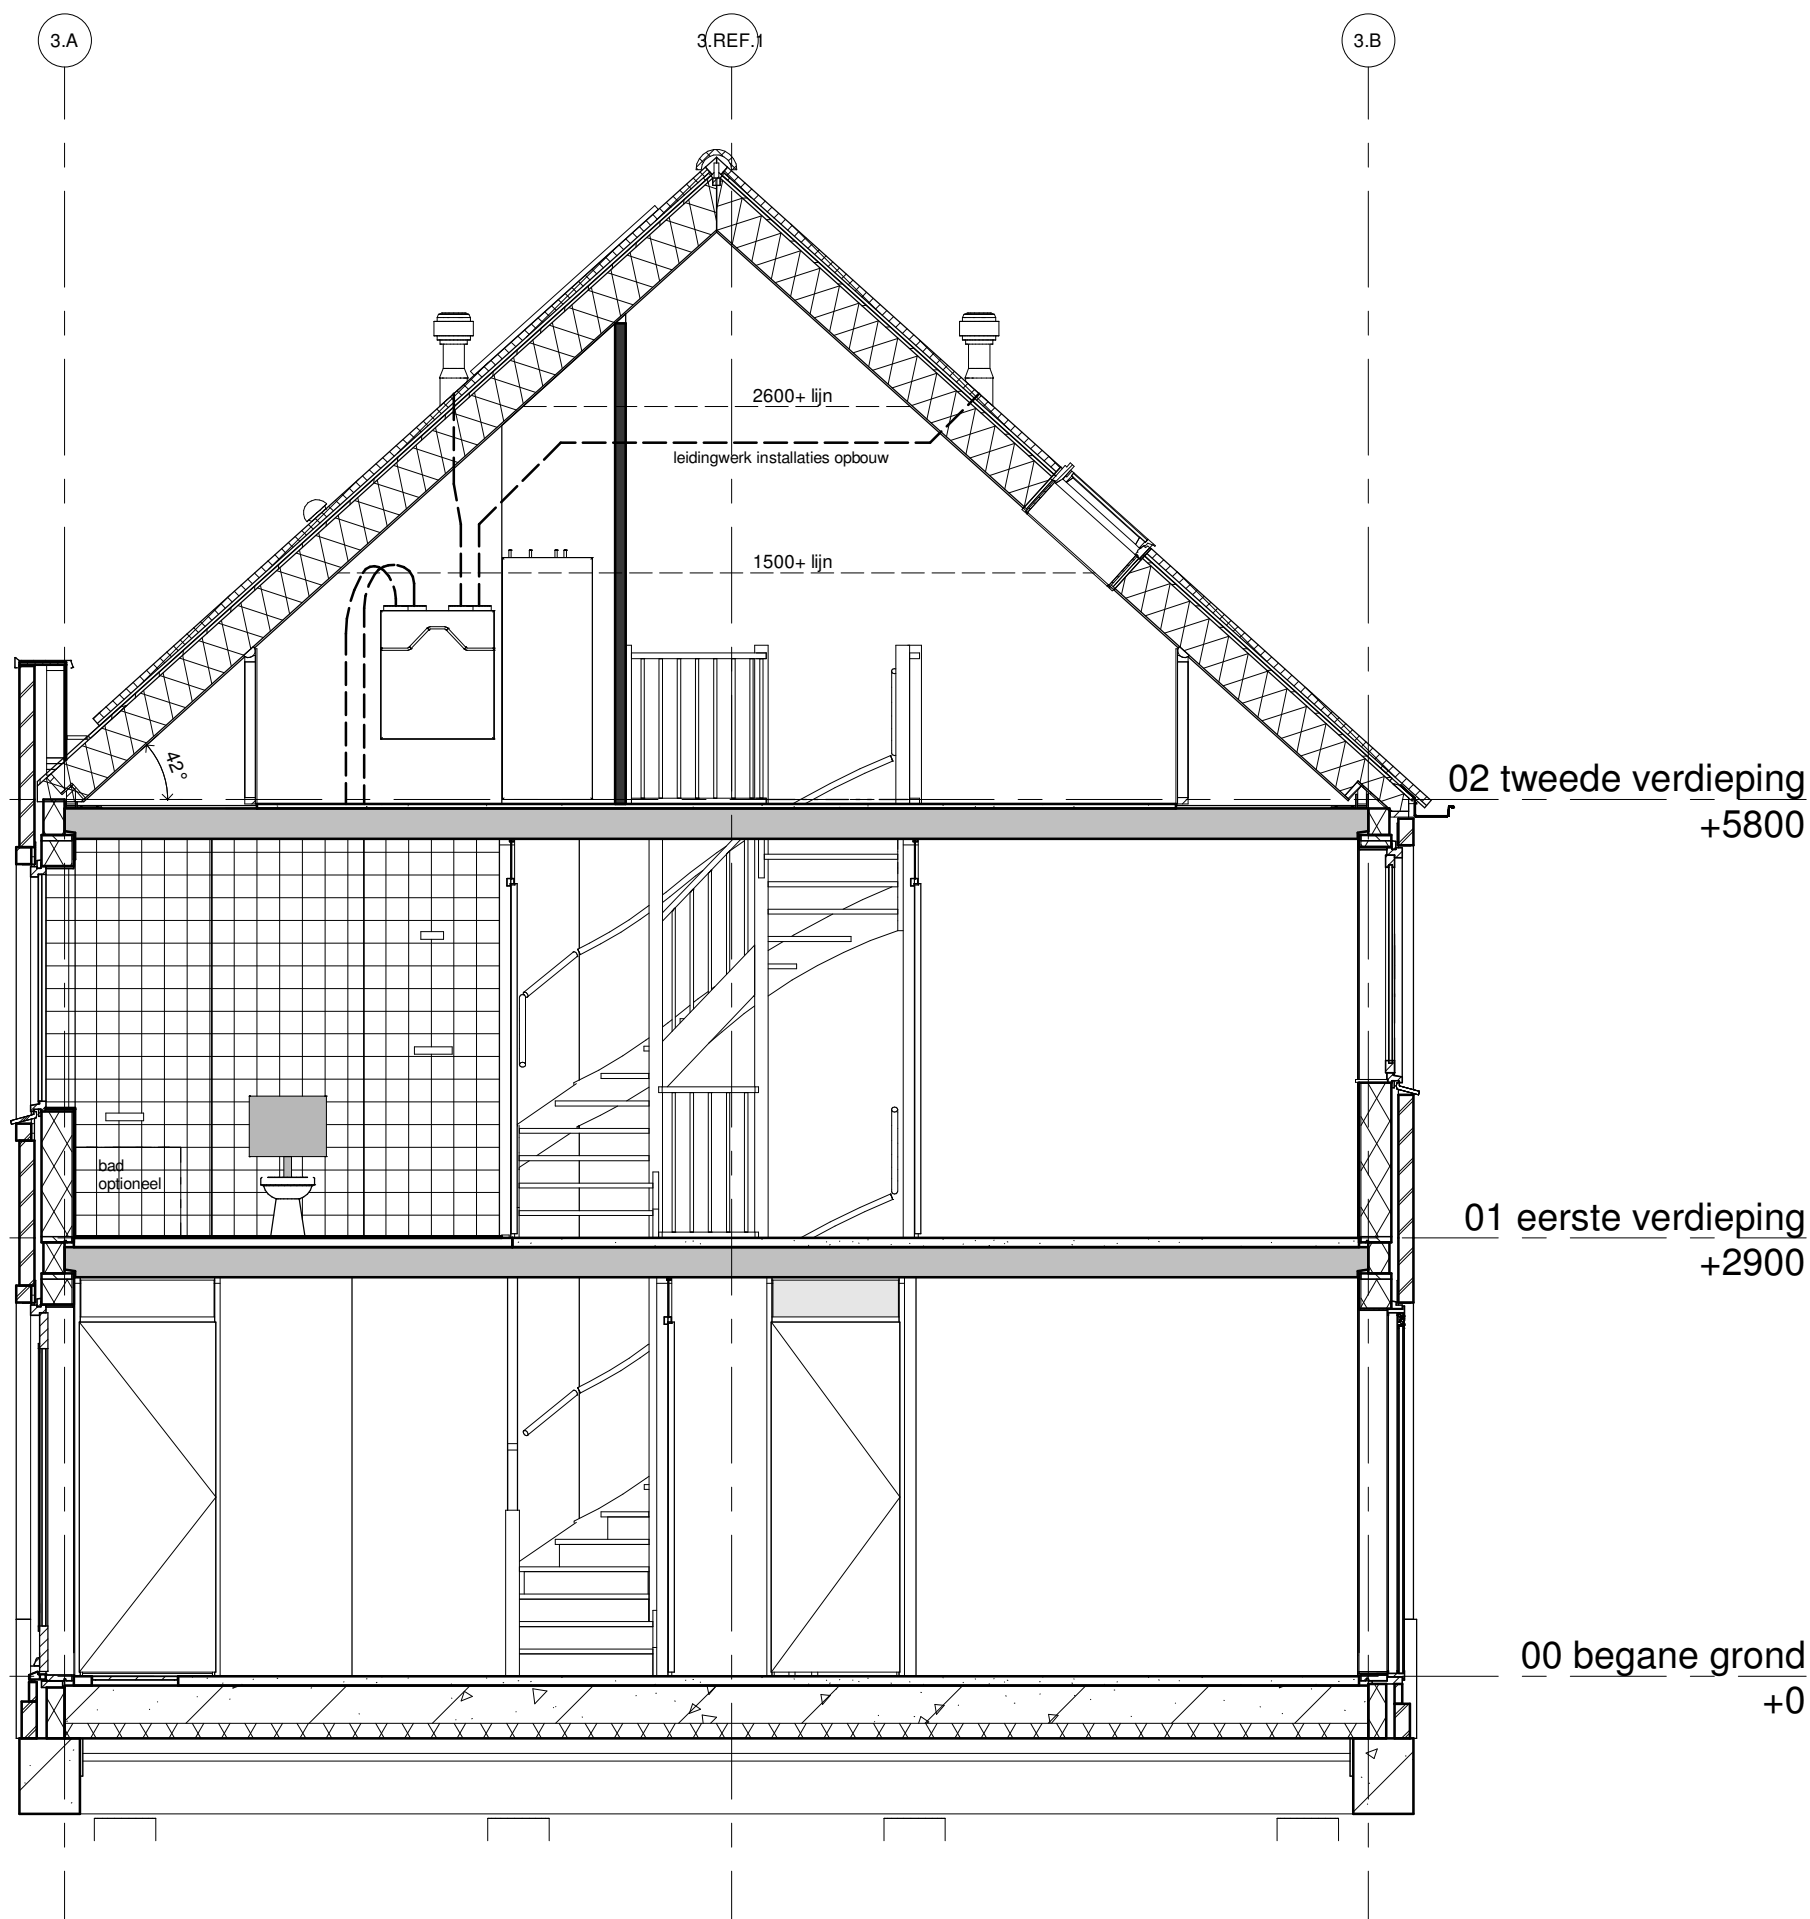 3.A
3.REF.1
3.B
2600+ lijn
leidingwerk installaties opbouw
1500+ lijn
42°
02 tweede verdieping
+5800
bad
optioneel
01 eerste verdieping
+2900
00 begane grond
+0